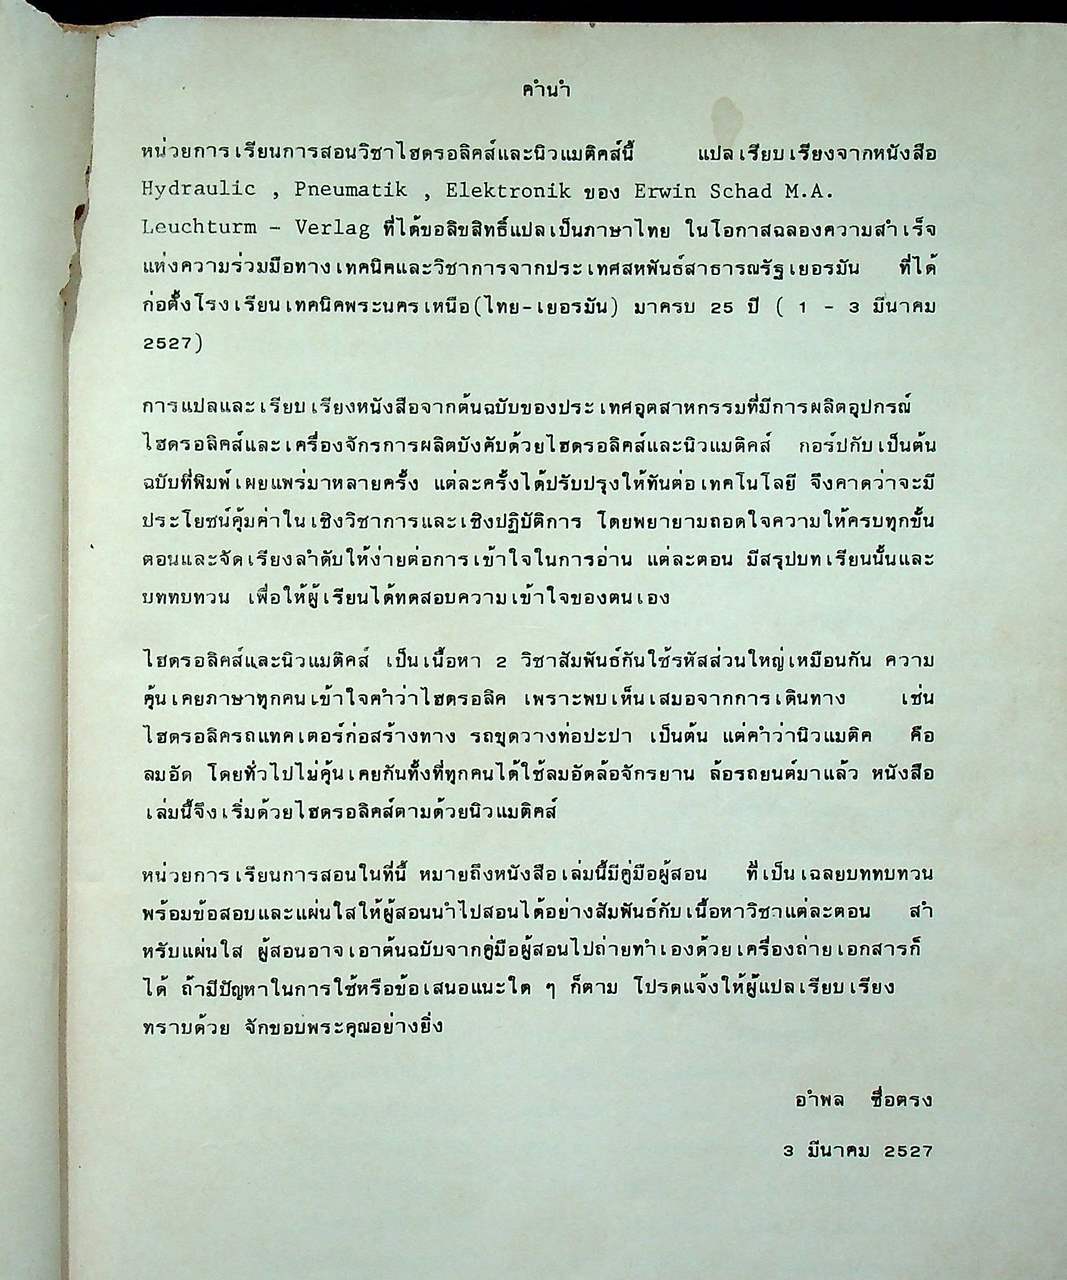 คำนำ
หน่วยการเรียนการสอนวิชาไฮดรอลิคส์และนิวแมติคส์นี้ แปลเรียบเรียงจากหนังสือ
Hydraulic , Pneumatik , Elektronik ของ Erwin Schad M.A.
Leuchturm - Verlag ที่ได้ขอลิขสิทธิ์แปลเป็นภาษาไทย ในโอกาสฉลองความสำเร็จ
แห่งความร่วมมือทางเทคนิคและวิชาการจากประเทศสหพันธ์สาธารณรัฐเยอรมัน ที่ได้
ก่อตั้งโรงเรียนเทคนิคพระนครเหนือ(ไทย-เยอรมัน) มาครบ 25 ปี ( 1 - 3 มีนาคม
2527)
การแปลและเรียบเรียงหนังสือจากต้นฉบับของประเทศอุตสาหกรรมที่มีการผลิตอุปกรณ์
ไฮดรอลิคส์และเครื่องจักรการผลิตบังคับด้วยไฮดรอลิคส์และนิวแมติคส์ กอร์ปกับเป็นต้น
ฉบับที่พิมพ์เผยแพร่มาหลายครั้ง แต่ละครั้งได้ปรับปรุงให้ทันต่อเทคโนโลยี จึงคาดว่าจะมี
ประโยชน์คุ้มค่าในเชิงวิชาการและเชิงปฏิบัติการ โดยพยายามถอดใจความให้ครบทุกขั้น
ตอนและจัดเรียงลำดับให้ง่ายต่อการเข้าใจในการอ่าน แต่ละตอน มีสรุปบทเรียนนั้นและ
บททบทวน เพื่อให้ผู้เรียนได้ทดสอบความเข้าใจของตนเอง
ไฮดรอลิคส์และนิวแมติคส์ เป็นเนื้อหา 2 วิชาสัมพันธ์กันใช้รหัสส่วนใหญ่เหมือนกัน ความ
คุ้นเคยภาษาทุกคนเข้าใจคำว่าไฮดรอลิค เพราะพบเห็นเสมอจากการเดินทาง เช่น
ไฮดรอลิครถแทคเตอร์ก่อสร้างทาง รถขุดวางท่อปะปา เป็นต้น แต่คำว่านิวแมติค คือ
ลมอัด โดยทั่วไปไม่คุ้นเคยกันทั้งที่ทุกคนได้ใช้ลมอัดล้อจักรยาน ล้อรถยนต์มาแล้ว หนังสือ
เล่มนี้จึงเริ่มด้วยไฮดรอลิคส์ตามด้วยนิวแมติคส์
หน่วยการเรียนการสอนในที่นี้ หมายถึงหนังสือเล่มนี้มีคู่มือผู้สอน ที่เป็นเฉลยบททบทวน
พร้อมข้อสอบและแผ่นใสให้ผู้สอนนำไปสอนได้อย่างสัมพันธ์กับเนื้อหาวิชาแต่ละตอน สำ
หรับแผ่นใส ผู้สอนอาจเอาต้นฉบับจากคู่มือผู้สอนไปถ่ายทำเองด้วยเครื่องถ่ายเอกสารก็
ได้ ถ้ามีปัญหาในการใช้หรือข้อเสนอแนะใด ๆ ก็ตาม โปรดแจ้งให้ผู้แปลเรียบเรียง
ทราบด้วย จักขอบพระคุณอย่างยิ่ง
อำพล ซื่อตรง
3 มีนาคม 2527